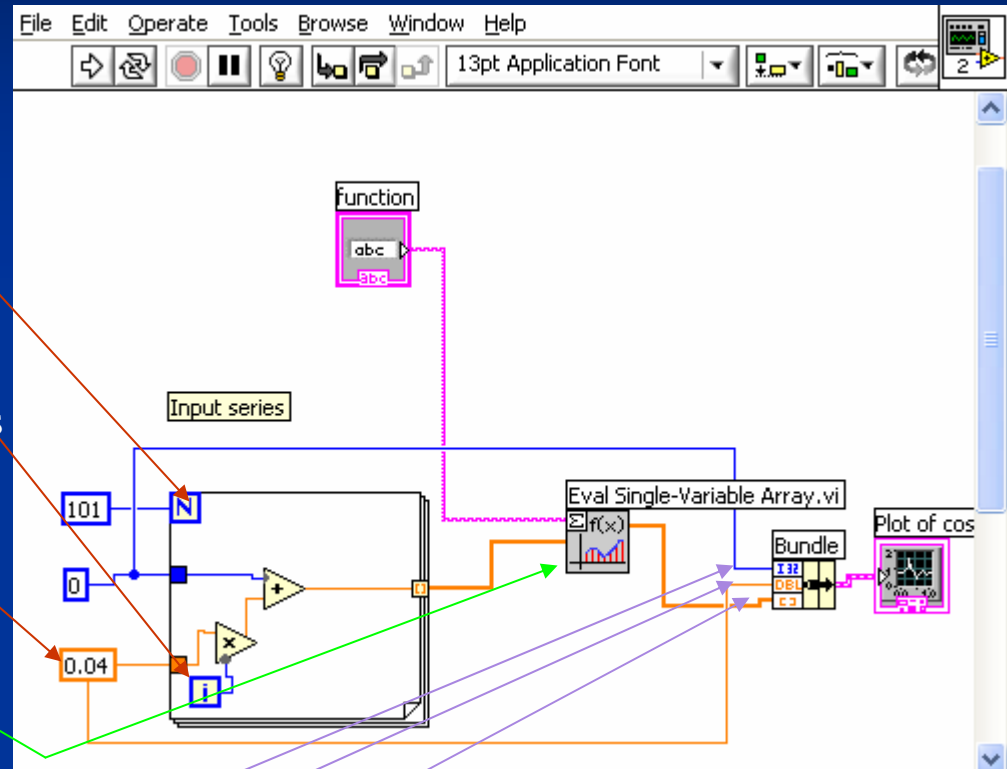 File Edit Operate Tools Browse Window Help
13pt Application Font
2
function
abc
abc
Input series
s
101
N
0
0.04
i
+
x
Eval Single-Variable Array.vi
Σ f(x)
Bundle
I32
DBL
[ ]
Plot of cos